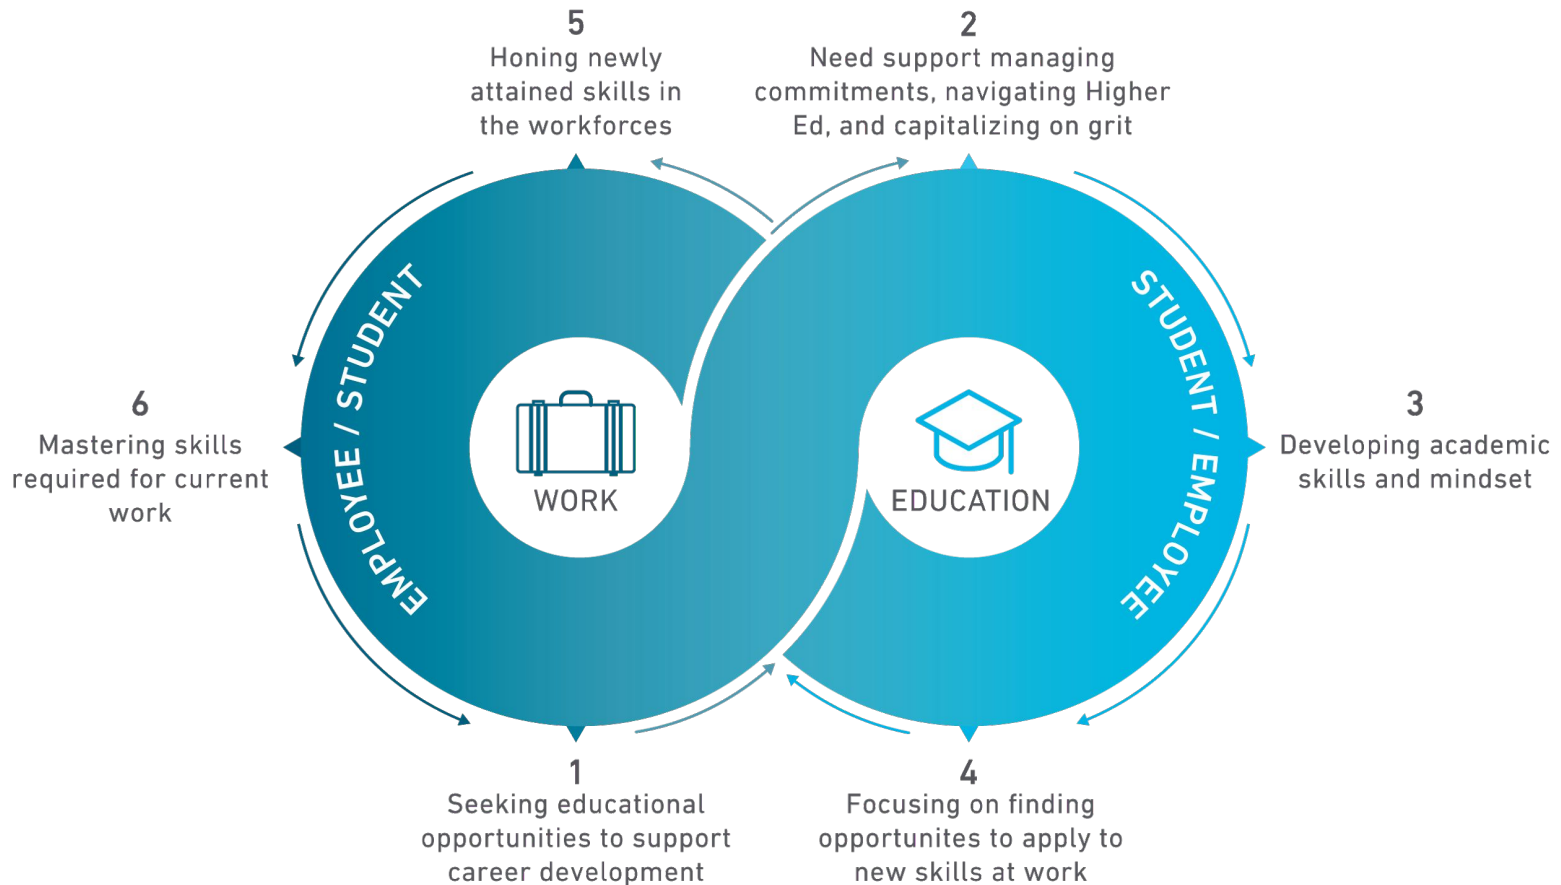 5
Honing newly
attained skills in
the workforces
2
Need support managing
commitments, navigating Higher
Ed, and capitalizing on grit
EMPLOYEE / STUDENT
STUDENT / EMPLOYEE
6
Mastering skills
required for current
work
WORK
EDUCATION
3
Developing academic
skills and mindset
1
Seeking educational
opportunities to support
career development
4
Focusing on finding
opportunites to apply to
new skills at work